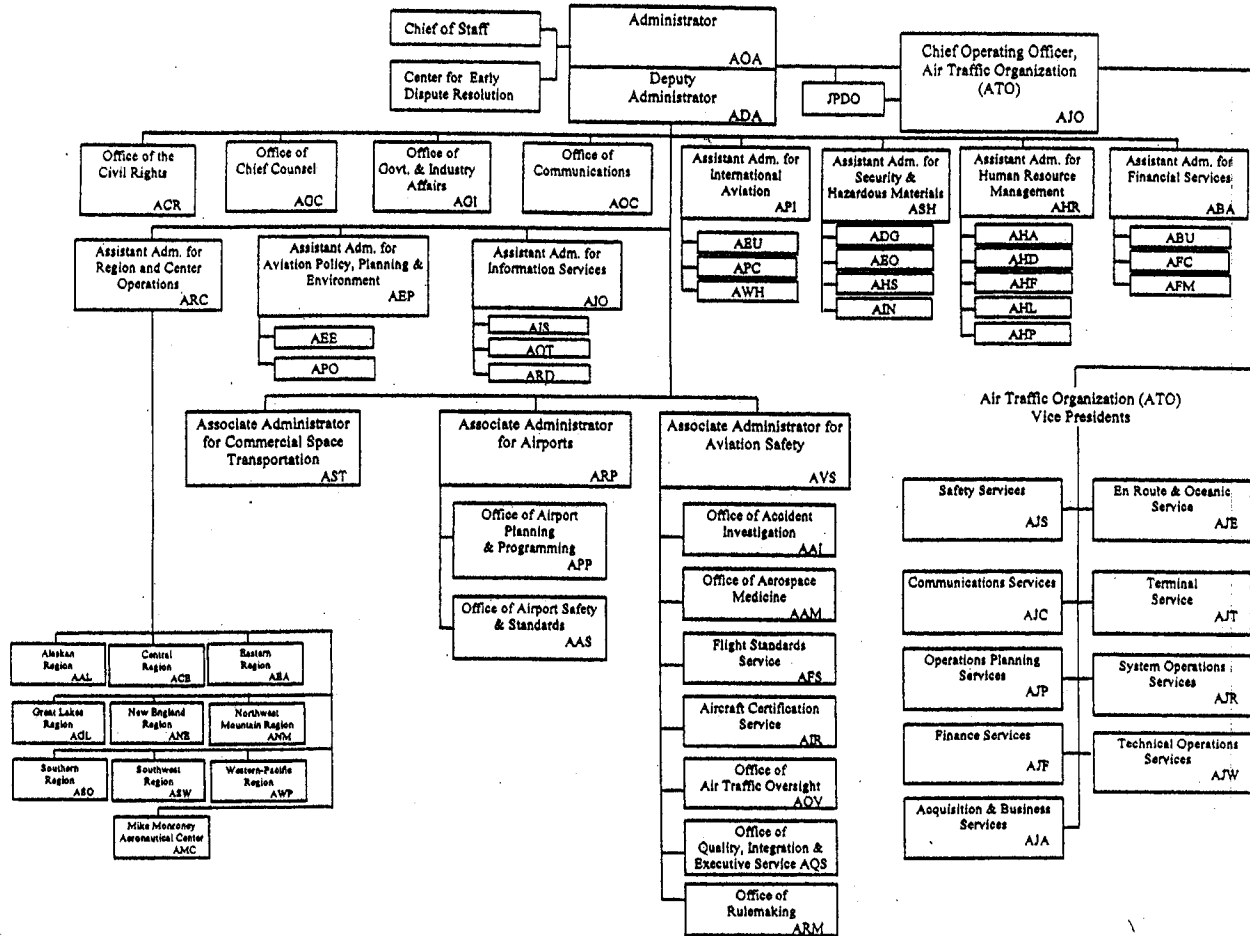 Chief of Staff
Center for Early
Dispute Resolution
Administrator
AOA
Deputy
Administrator
ADA
JPDO
Chief Operating Officer,
Air Traffic Organization
(ATO)
AJO
Office of the
Civil Rights
ACR
Office of
Chief Counsel
AGC
Office of
Govt. & Industry
Affairs
AGI
Office of
Communications
AOC
Assistant Adm. for
International
Aviation
API
AEU
APC
AWH
Assistant Adm. for
Security &
Hazardous Materials
ASH
ADG
AEO
AHS
AIN
Assistant Adm. for
Human Resource
Management
AHR
AHA
AHD
AHF
AHL
AHP
Assistant Adm. for
Financial Services
ABA
ABU
AFC
AFM
Assistant Adm. for
Region and Center
Operations
ARC
Assistant Adm. for
Aviation Policy, Planning &
Environment
AEP
AEE
APO
Assistant Adm. for
Information Services
AIO
AIS
AOT
ARD
Associate Administrator
for Commercial Space
Transportation
AST
Associate Administrator
for Airports
ARP
Office of Airport
Planning
& Programming
APP
Office of Airport Safety
& Standards
AAS
Associate Administrator for
Aviation Safety
AVS
Office of Accident
Investigation
AAI
Office of Aerospace
Medicine
AAM
Flight Standards
Service
AFS
Aircraft Certification
Service
AIR
Office of
Air Traffic Oversight
AOV
Office of
Quality, Integration &
Executive Service AQS
Office of
Rulemaking
ARM
Alaskan
Region
AAL
Central
Region
ACE
Eastern
Region
AEA
Great Lakes
Region
AGL
New England
Region
ANE
Northwest
Mountain Region
ANM
Southern
Region
ASO
Southwest
Region
ASW
Western-Pacific
Region
AWP
Mike Monroney
Aeronautical Center
AMC
Air Traffic Organization (ATO)
Vice Presidents
Safety Services
AJS
En Route & Oceanic
Service
AJE
Communications Services
AJC
Terminal
Service
AJT
Operations Planning
Services
AJP
System Operations
Services
AJR
Finance Services
AJF
Technical Operations
Services
AJW
Acquisition & Business
Services
AJA